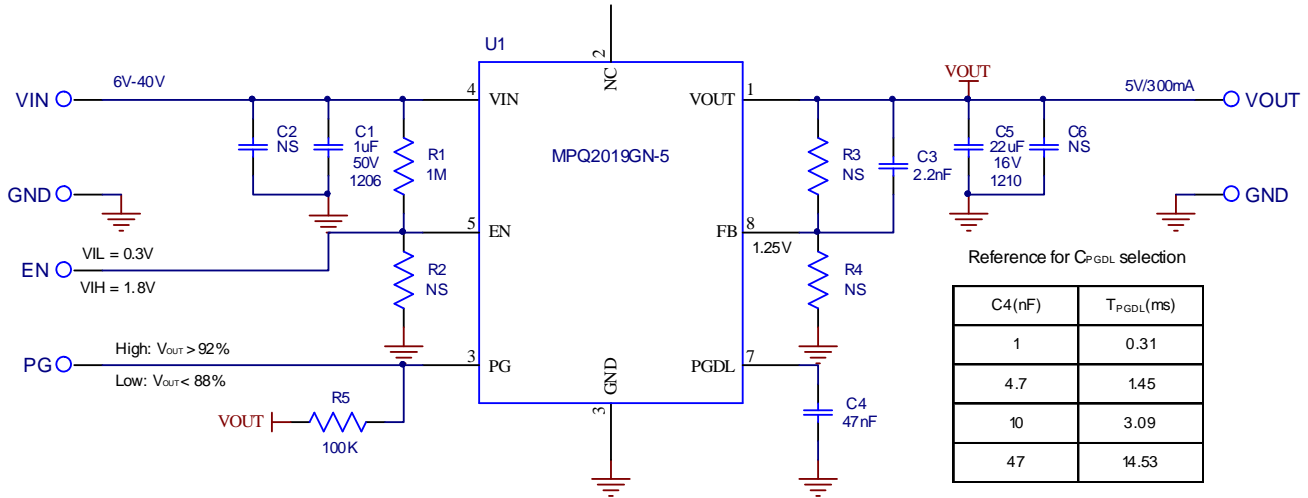 U1
2
NC
6V-40V
VIN
4
VIN
C2
NS
C1
1uF
50V
1206
R1
1M
GND
MPQ2019GN-5
VOUT
1
VOUT
5V/300mA
VOUT
R3
NS
C3
2.2nF
C5
22uF
16V
1210
C6
NS
GND
5
EN
VIL = 0.3V
EN
VIH = 1.8V
R2
NS
FB
8
1.25V
R4
NS
High: VOUT > 92%
PG
Low: VOUT < 88%
3
PG
R5
VOUT
100K
GND
3
PGDL
7
C4
47nF
Reference for CPGDL selection
C4(nF) TPGDL(ms)
1 0.31
4.7 1.45
10 3.09
47 14.53